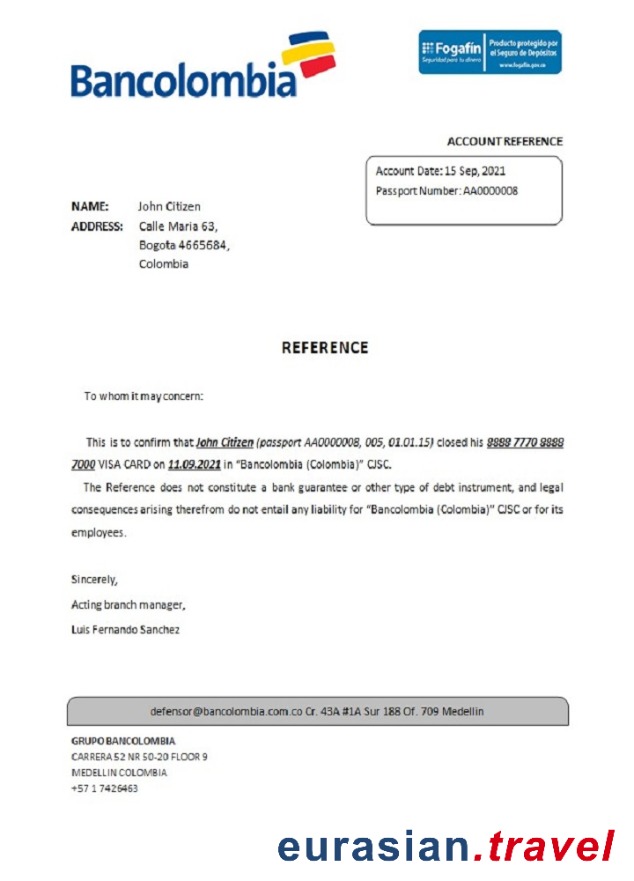 Bancolombia
Fogafín
Seguridad para tu dinero
Producto protegido por
el Seguro de Depósitos
www.fogafin.gov.co
ACCOUNT REFERENCE
Account Date: 15 Sep, 2021
Passport Number: AA0000008
NAME: John Citizen
ADDRESS: Calle Maria 63,
Bogota 4665684,
Colombia
REFERENCE
To whom it may concern:
This is to confirm that John Citizen (passport AA0000008, 005, 01.01.15) closed his 8888 7770 8888
7000 VISA CARD on 11.09.2021 in “Bancolombia (Colombia)” CJSC.
The Reference does not constitute a bank guarantee or other type of debt instrument, and legal
consequences arising therefrom do not entail any liability for “Bancolombia (Colombia)” CJSC or for its
employees.
Sincerely,
Acting branch manager,
Luis Fernando Sanchez
defensor@bancolombia.com.co Cr. 43A #1A Sur 188 Of. 709 Medellin
GRUPO BANCOLOMBIA
CARRERA 52 NR 50-20 FLOOR 9
MEDELLIN COLOMBIA
+57 1 7426463
eurasian.travel